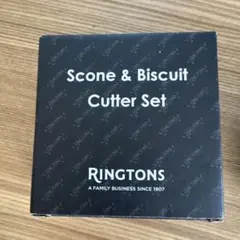 Scone & Biscuit
Cutter Set
RINGTONS
A FAMILY BUSINESS SINCE 1907